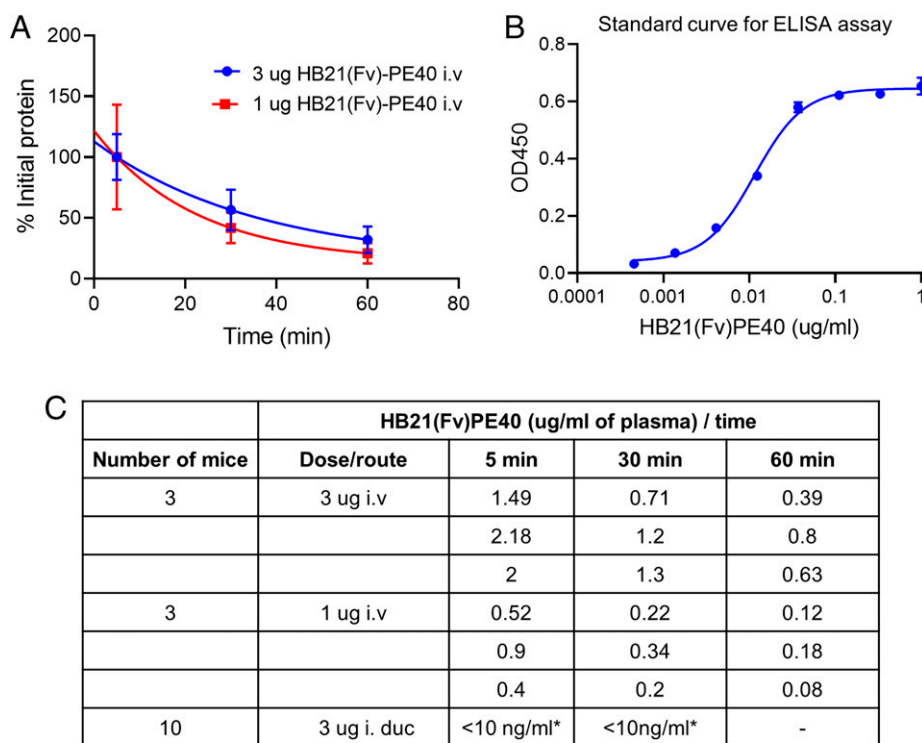 A
200
150
100
50
0
% Initial protein
0 20 40 60 80
Time (min)
3 ug HB21(Fv)-PE40 i.v
1 ug HB21(Fv)-PE40 i.v
B
Standard curve for ELISA assay
0.8
0.6
0.4
0.2
0.0
OD450
0.0001 0.001 0.01 0.1 1
HB21(Fv)PE40 (ug/ml)
C
HB21(Fv)PE40 (ug/ml of plasma) / time
Number of mice Dose/route 5 min 30 min 60 min
3 3 ug i.v 1.49 0.71 0.39
2.18 1.2 0.8
2 1.3 0.63
3 1 ug i.v 0.52 0.22 0.12
0.9 0.34 0.18
0.4 0.2 0.08
10 3 ug i. duc <10 ng/ml* <10ng/ml* -